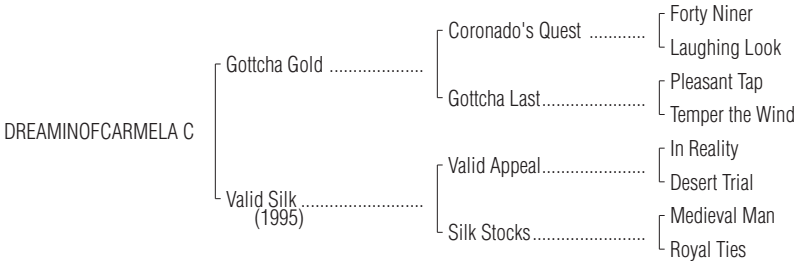 Forty Niner
Coronado's Quest ............
Laughing Look
Gottcha Gold .....................
Pleasant Tap
Gottcha Last......................
Temper the Wind
DREAMINOFCARMELA C
In Reality
Valid Appeal......................
Desert Trial
Valid Silk ..........................
(1995)
Medieval Man
Silk Stocks........................
Royal Ties